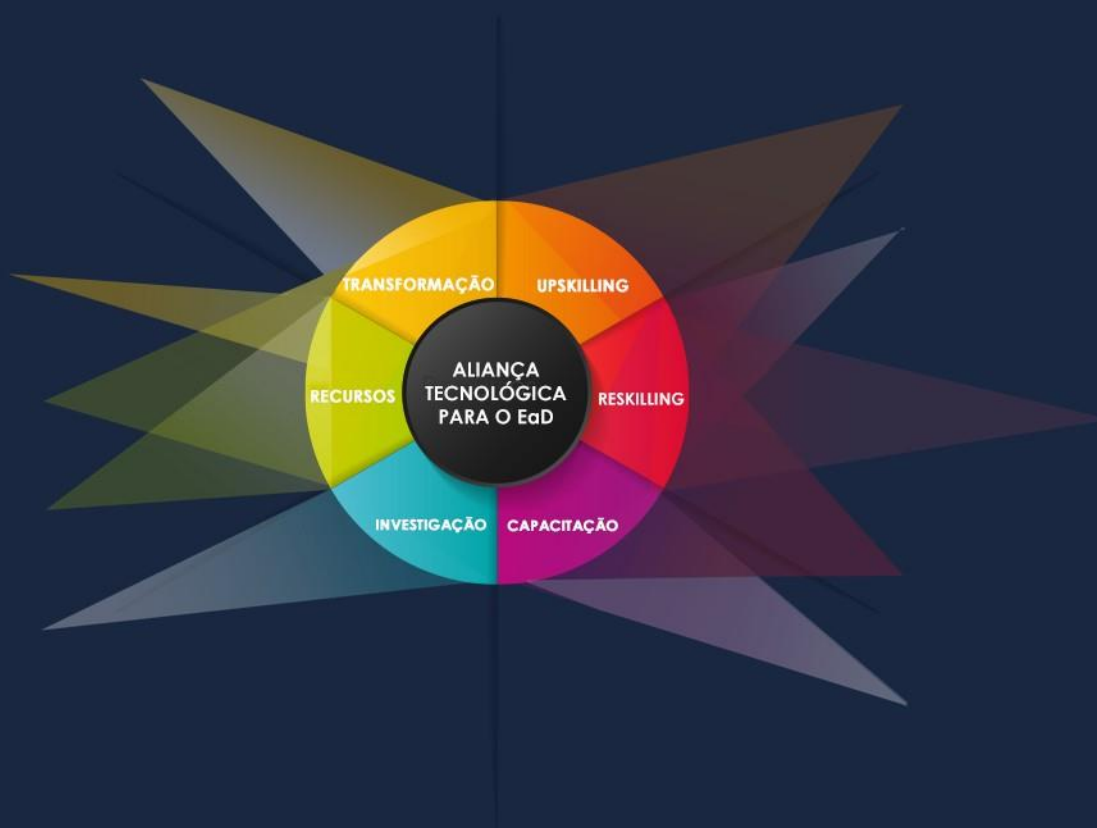 TRANSFORMAÇÃO
UPSKILLING
ALIANÇA
TECNOLÓGICA
PARA O EaD
RECURSOS
RESKILLING
INVESTIGAÇÃO
CAPACITAÇÃO